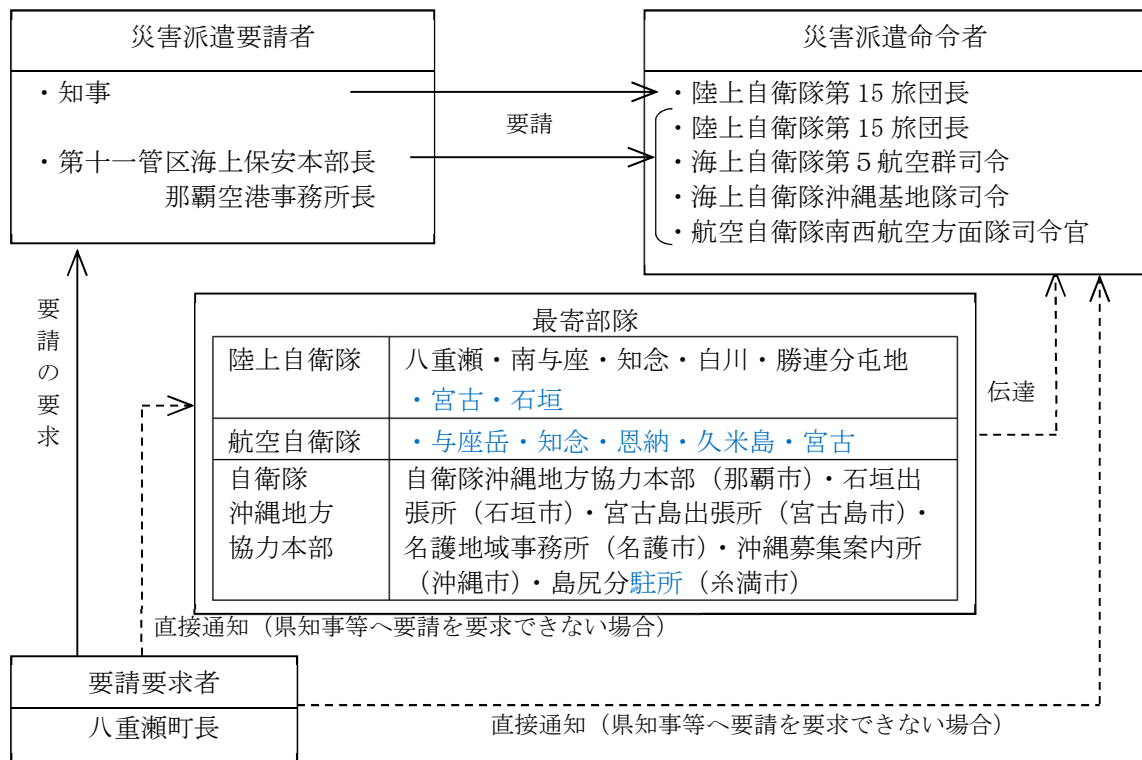 災害派遣要請者
・知事
・第十一管区海上保安本部長
那覇空港事務所長
要請
災害派遣命令者
・陸上自衛隊第 15 旅団長
・陸上自衛隊第 15 旅団長
・海上自衛隊第５航空群司令
・海上自衛隊沖縄基地隊司令
・航空自衛隊南西航空方面隊司令官
要請の要求
最寄部隊
陸上自衛隊
八重瀬・南与座・知念・白川・勝連分屯地
・宮古・石垣
航空自衛隊
・与座岳・知念・恩納・久米島・宮古
自衛隊
沖縄地方
協力本部
自衛隊沖縄地方協力本部（那覇市）・石垣出
張所（石垣市）・宮古島出張所（宮古島市）・
名護地域事務所（名護市）・沖縄募集案内所
（沖縄市）・島尻分駐所（糸満市）
伝達
直接通知（県知事等へ要請を要求できない場合）
要請要求者
八重瀬町長
直接通知（県知事等へ要請を要求できない場合）